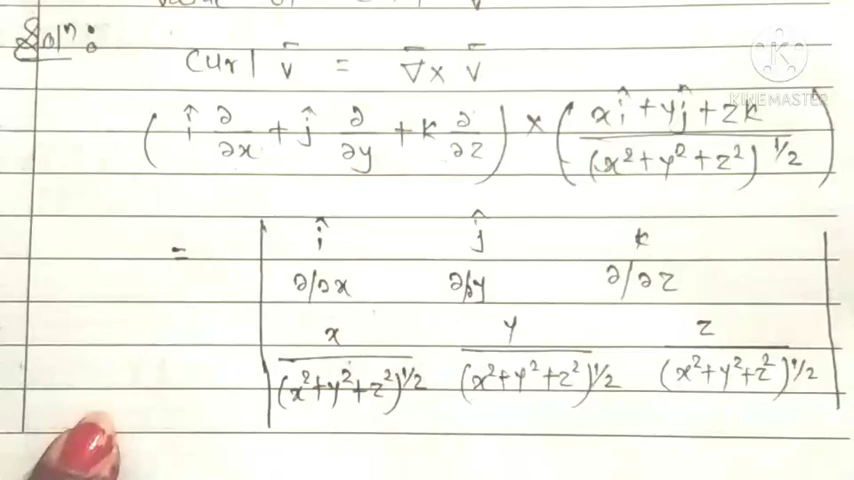 Solⁿ:
Curl v̄ = ∇̄ × v̄
KINEMASTER
( î ∂/∂x + ĵ ∂/∂y + k ∂/∂z ) × ( (xî + yĵ + zk) / (x² + y² + z²)^1/2 )
= | î ĵ k |
| ∂/∂x ∂/∂y ∂/∂z |
| x/(x²+y²+z²)^1/2 y/(x²+y²+z²)^1/2 z/(x²+y²+z²)^1/2 |